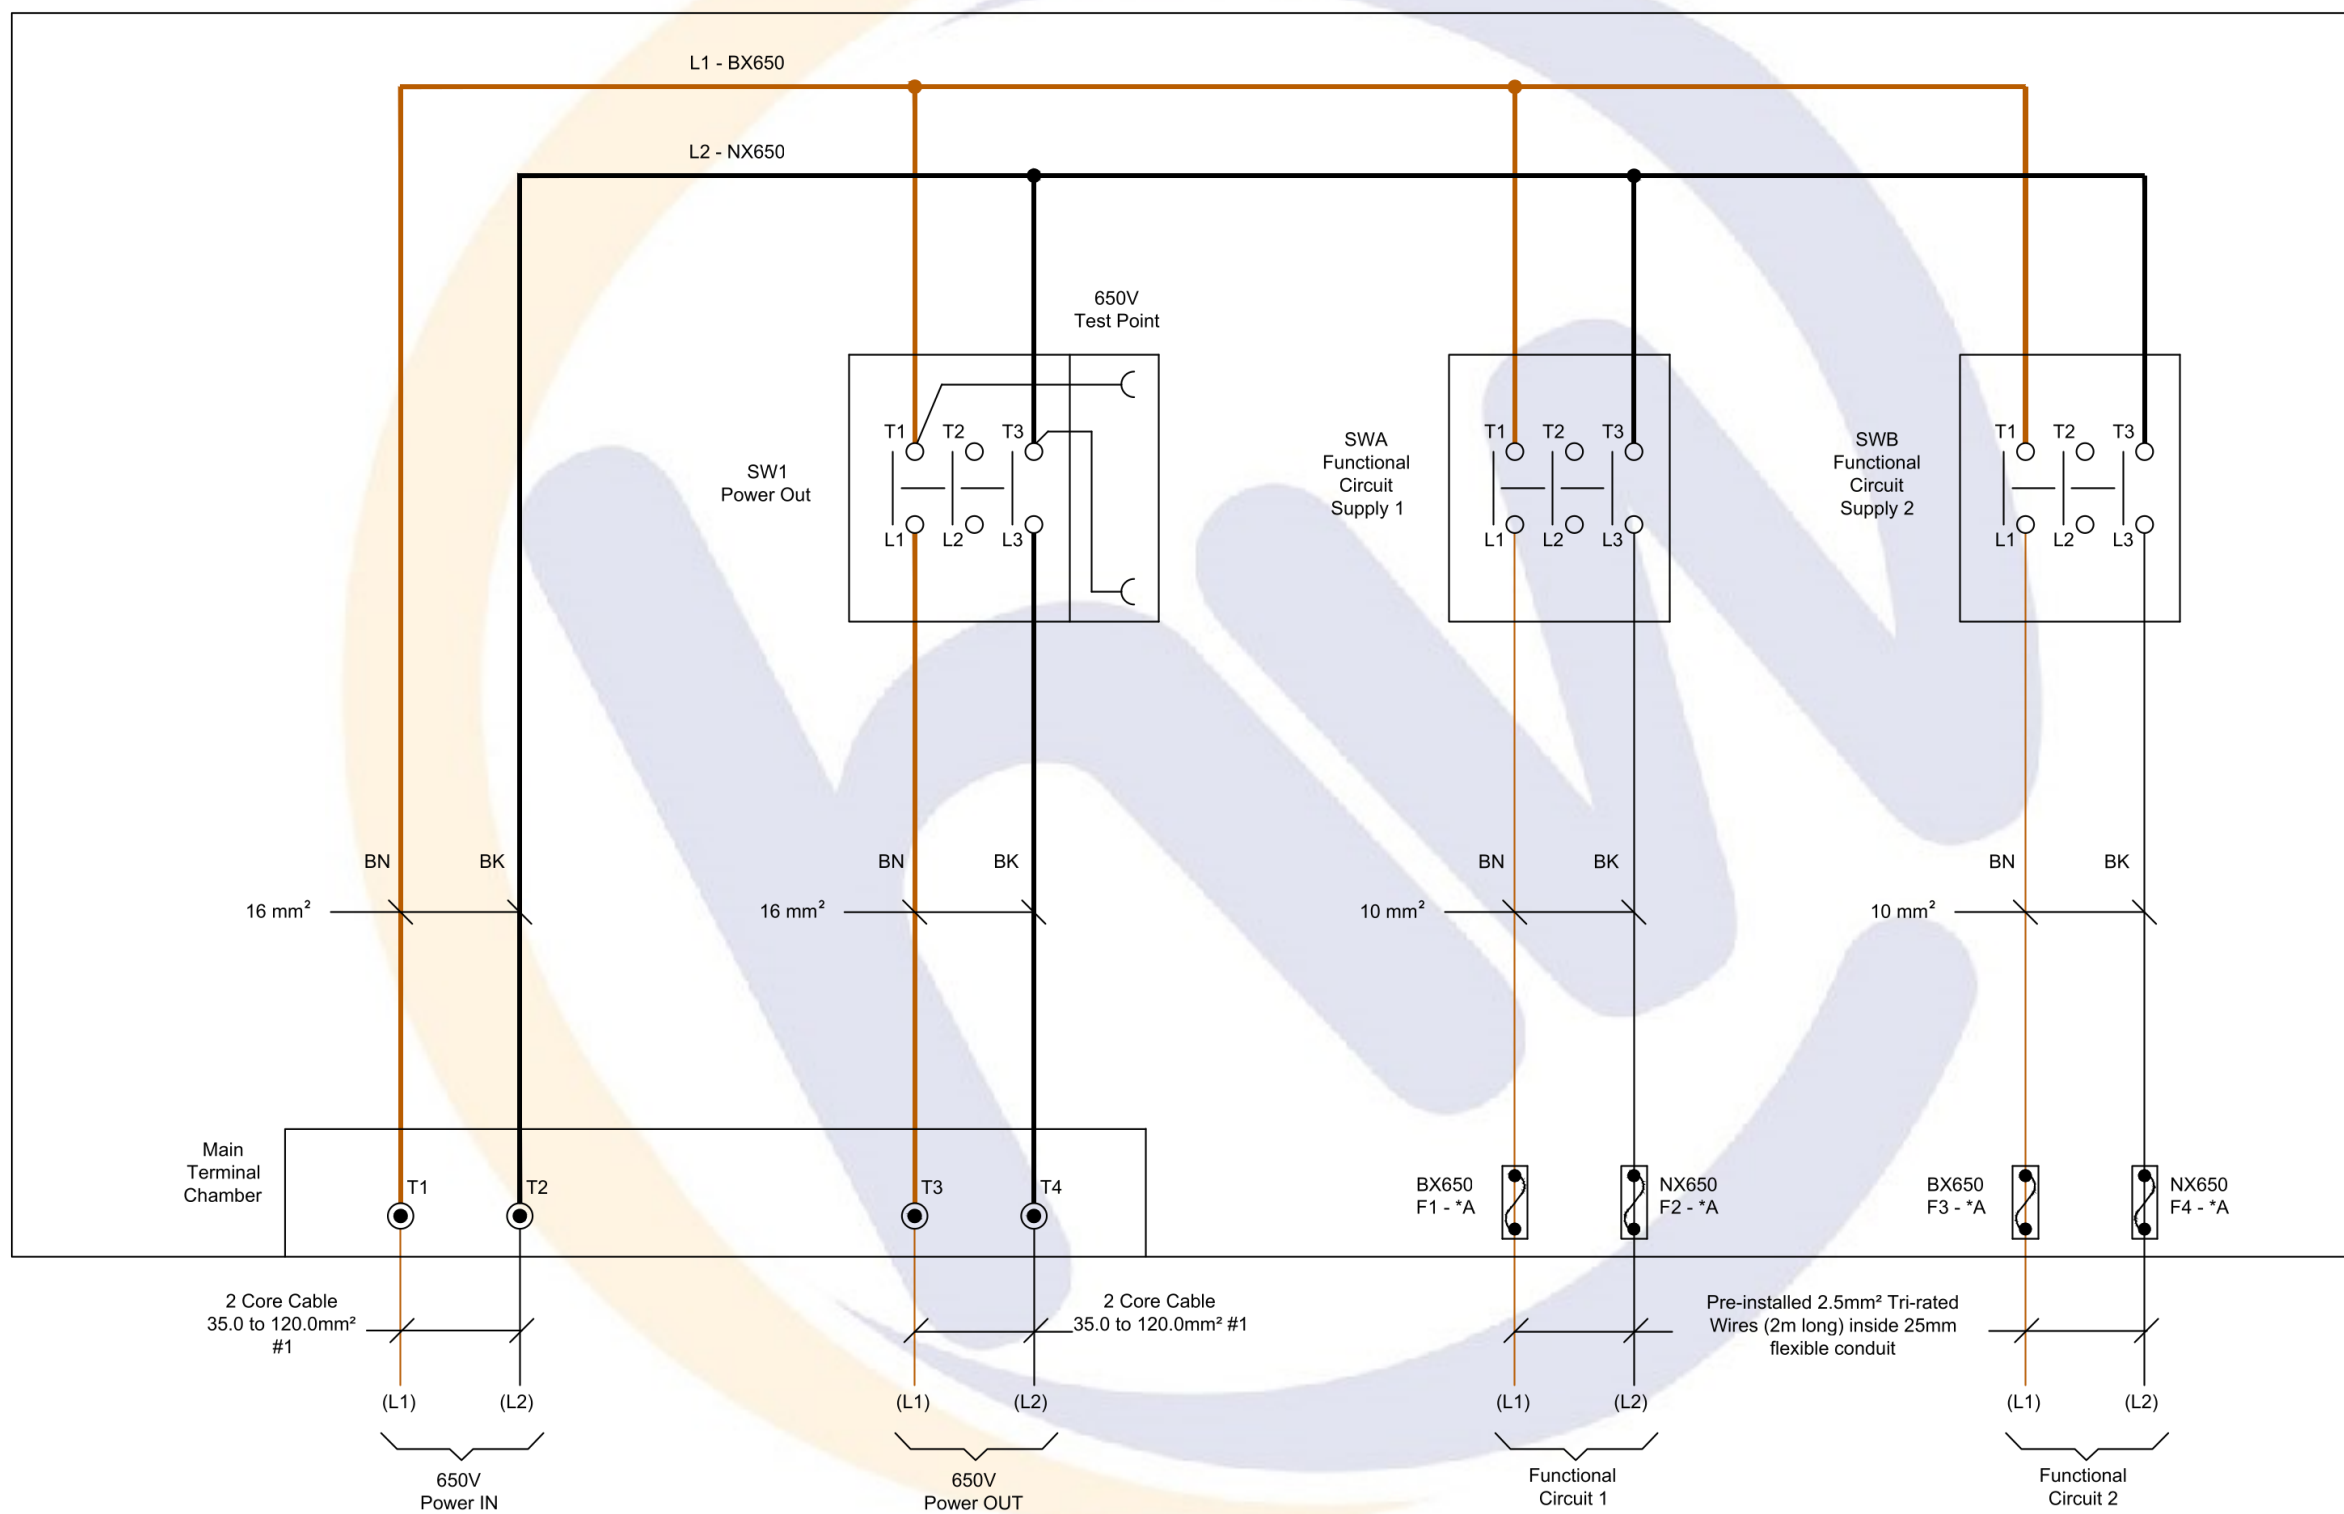 L1 - BX650
L2 - NX650
650V
Test Point
SW1
Power Out
T1 T2 T3
L1 L2 L3
SWA
Functional
Circuit
Supply 1
T1 T2 T3
L1 L2 L3
SWB
Functional
Circuit
Supply 2
T1 T2 T3
L1 L2 L3
BN BK
16 mm²
BN BK
16 mm²
BN BK
10 mm²
BN BK
10 mm²
Main
Terminal
Chamber
T1 T2 T3 T4
BX650
F1 - *A
NX650
F2 - *A
BX650
F3 - *A
NX650
F4 - *A
2 Core Cable
35.0 to 120.0mm²
#1
2 Core Cable
35.0 to 120.0mm² #1
Pre-installed 2.5mm² Tri-rated
Wires (2m long) inside 25mm
flexible conduit
(L1) (L2) (L1) (L2) (L1) (L2) (L1) (L2)
650V
Power IN
650V
Power OUT
Functional
Circuit 1
Functional
Circuit 2